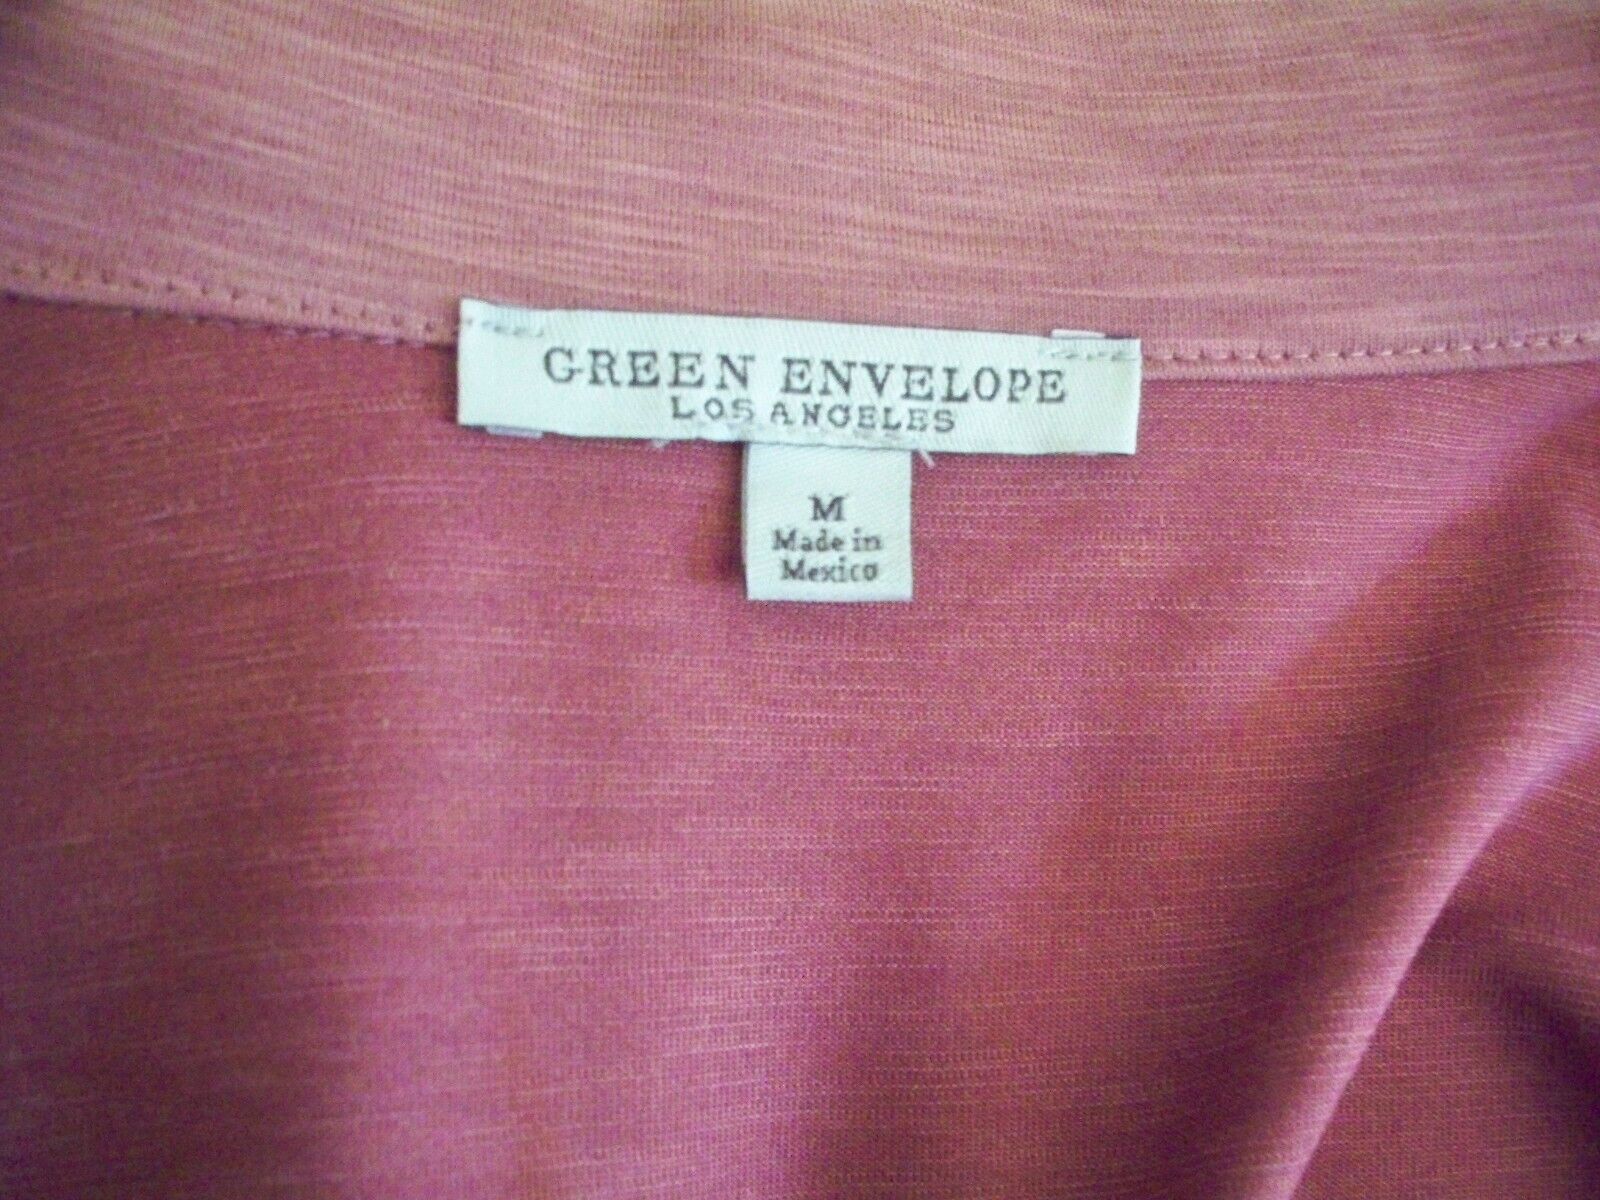 GREEN ENVELOPE
LOS ANGELES
M
Made in
Mexico